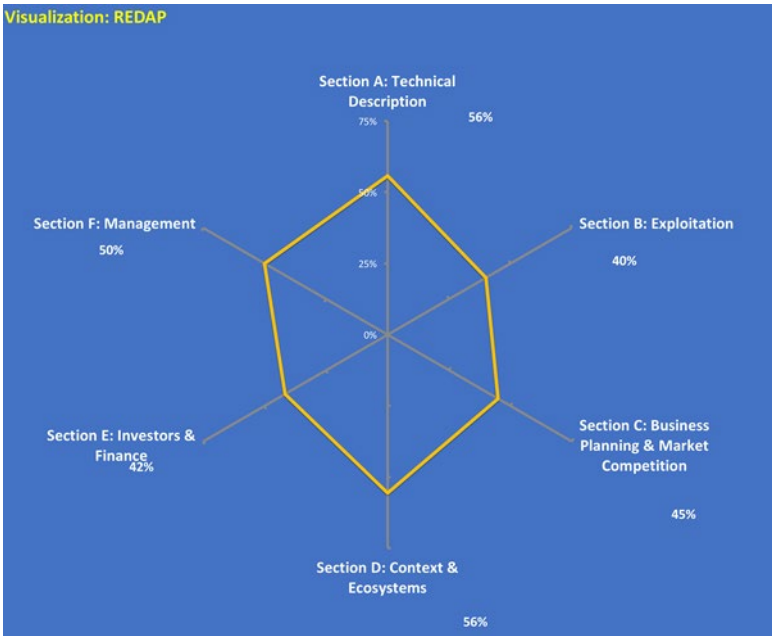 Visualization: REDAP
Section A: Technical
Description
56%
75%
50%
25%
0%
Section B: Exploitation
40%
Section C: Business
Planning & Market
Competition
45%
Section D: Context &
Ecosystems
56%
Section E: Investors &
Finance
42%
Section F: Management
50%